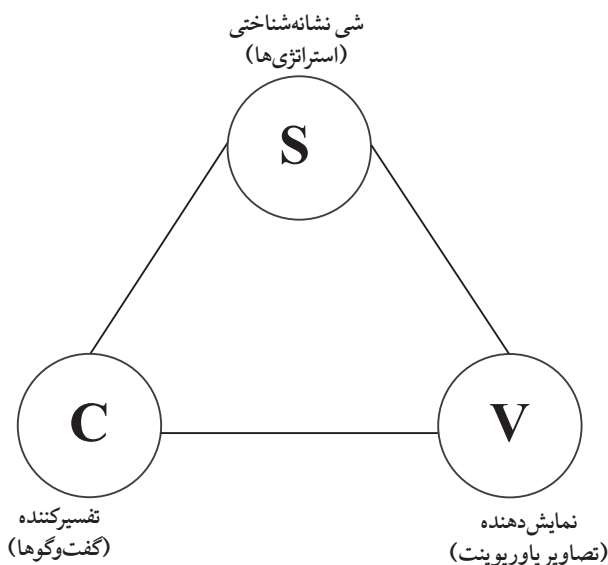 شی نشانه‌شناختی
(استراتژی‌ها)
S
C
V
تفسیرکننده
(گفت‌وگوها)
نمایش‌دهنده
(تصاویر پاورپوینت)